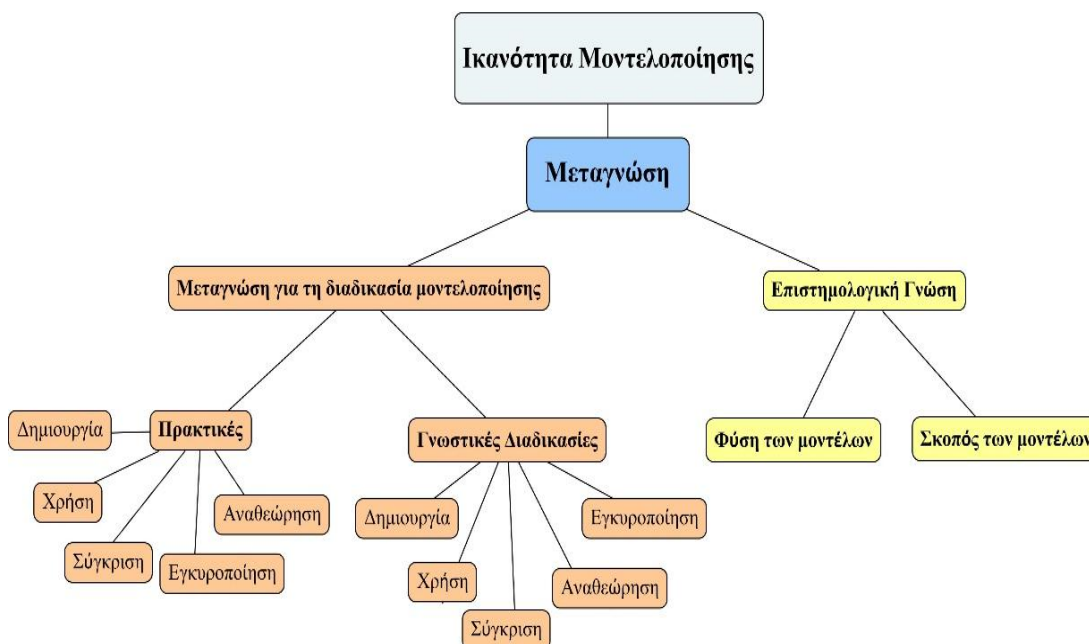 Ικανότητα Μοντελοποίησης
Μεταγνώση
Μεταγνώση για τη διαδικασία μοντελοποίησης
Επιστημολογική Γνώση
Πρακτικές
Γνωστικές Διαδικασίες
Φύση των μοντέλων
Σκοπός των μοντέλων
Δημιουργία
Χρήση
Σύγκριση
Εγκυροποίηση
Αναθεώρηση
Δημιουργία
Χρήση
Σύγκριση
Αναθεώρηση
Εγκυροποίηση